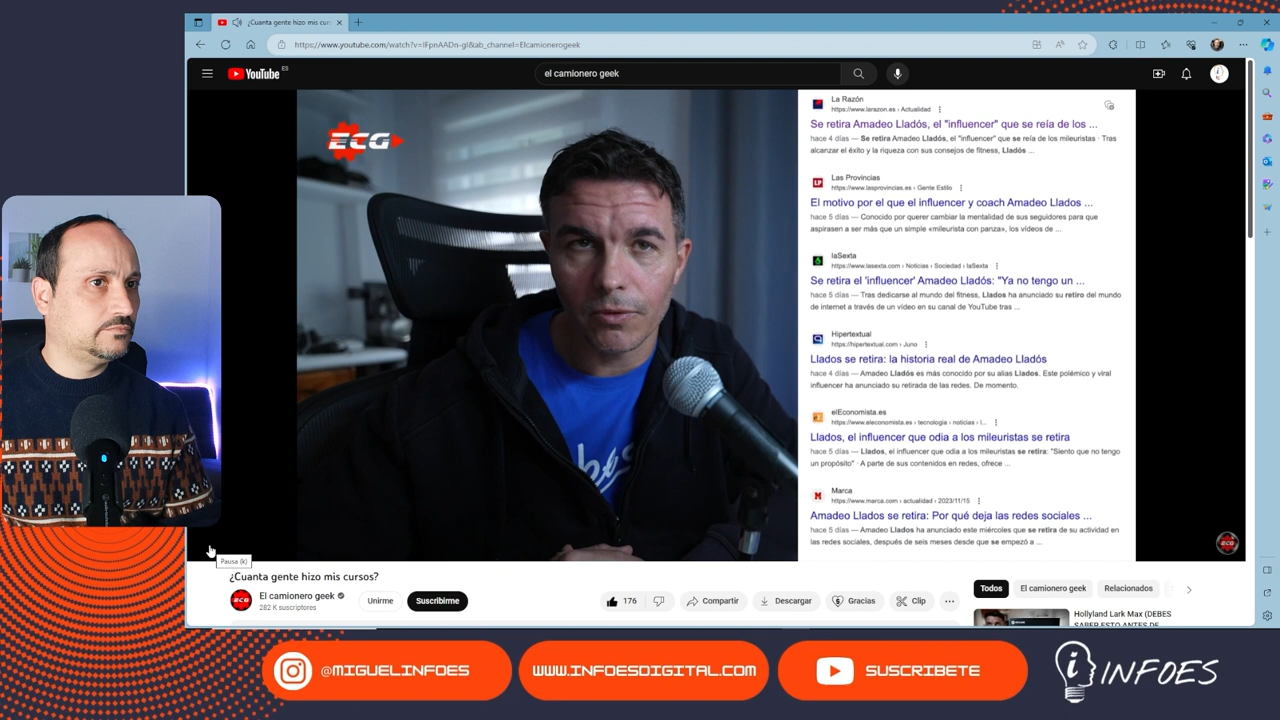 ¿Cuanta gente hizo mis curs
https://www.youtube.com/watch?v=IFpnAADn-gI&ab_channel=Elcamionerogeek
YouTube ES
el camionero geek
ECG
La Razón
https://www.larazon.es › Actualidad
Se retira Amadeo Lladós, el "influencer" que se reía de los ...
hace 4 días — Se retira Amadeo Lladós, el "influencer" que se reía de los mileuristas · Tras
alcanzar el éxito y la riqueza con sus consejos de fitness, Lladós ...
LP
Las Provincias
https://www.lasprovincias.es › Gente Estilo
El motivo por el que el influencer y coach Amadeo Llados ...
hace 5 días — Conocido por querer cambiar la mentalidad de sus seguidores para que
aspirasen a ser más que un simple «mileurista con panza», los vídeos de ...
laSexta
https://www.lasexta.com › Noticias › Sociedad › laSexta
Se retira el 'influencer' Amadeo Lladós: "Ya no tengo un ...
hace 5 días — Tras dedicarse al mundo del fitness, Llados ha anunciado su retiro del mundo
de internet a través de un vídeo en su canal de YouTube tras ...
Hipertextual
https://hipertextual.com › Juno
Llados se retira: la historia real de Amadeo Lladós
hace 4 días — Amadeo Lladós es más conocido por su alias Llados. Este polémico y viral
influencer ha anunciado su retirada de las redes. De momento.
elEconomista.es
https://www.eleconomista.es › tecnologia › noticias › l...
Llados, el influencer que odia a los mileuristas se retira
hace 5 días — Llados, el influencer que odia a los mileuristas se retira: "Siento que no tengo
un propósito" · A parte de sus contenidos en redes, ofrece ...
M
Marca
https://www.marca.com › actualidad › 2023/11/15
Amadeo Llados se retira: Por qué deja las redes sociales ...
hace 5 días — Amadeo Llados ha anunciado este miércoles que se retira de su actividad en
las redes sociales, después de seis meses desde que se empezó a ...
ECG
Pausa (k)
¿Cuanta gente hizo mis cursos?
ECG
El camionero geek
282 K suscriptores
Unirme
Suscribirme
176
Compartir
Descargar
Gracias
Clip
Todos
El camionero geek
Relacionados
Hollyland Lark Max (DEBES
SABER ESTO ANTES DE
@MIGUELINFOES
WWW.INFOESDIGITAL.COM
SUSCRIBETE
INFOES